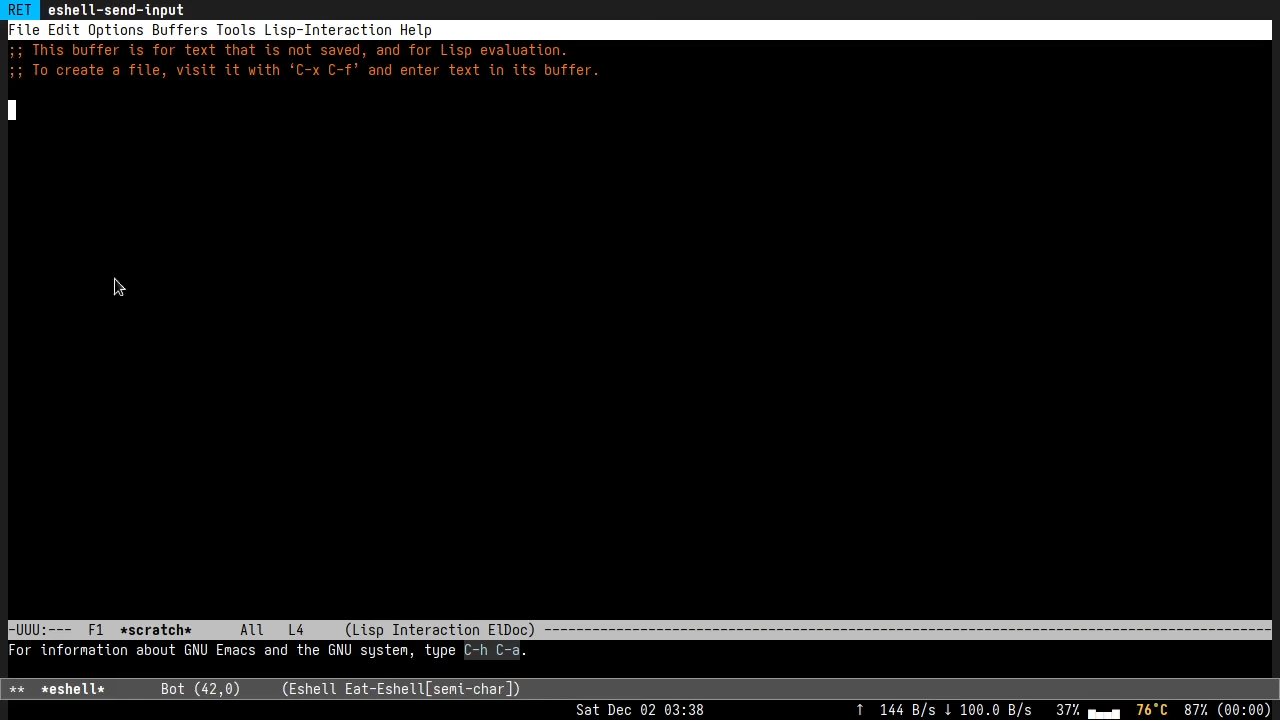 RET eshell-send-input
File Edit Options Buffers Tools Lisp-Interaction Help
;; This buffer is for text that is not saved, and for Lisp evaluation.
;; To create a file, visit it with ‘C-x C-f’ and enter text in its buffer.
-UUU:--- F1 *scratch* All L4 (Lisp Interaction ElDoc) --------------------------------------------------------------------------------------------
For information about GNU Emacs and the GNU system, type C-h C-a.
** *eshell* Bot (42,0) (Eshell Eat-Eshell[semi-char])
Sat Dec 02 03:38 ↑ 144 B/s ↓ 100.0 B/s 37% 76°C 87% (00:00)